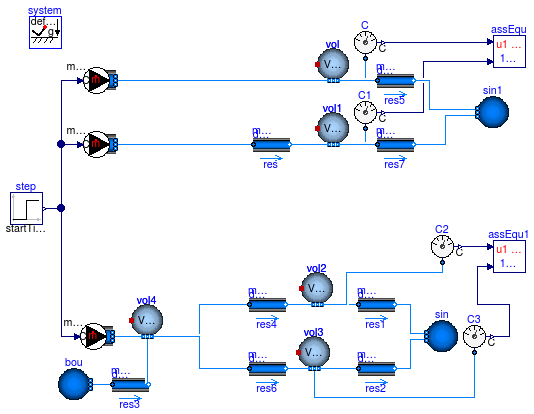 system
def...
g
C
assEqu
vol
m...
V...
C
u1 ...
1...
m...
res5
C1
sin1
vol1
m...
V...
C
m...
m...
res
res7
step
startTi...
C2
assEqu1
C
u1 ...
1...
vol2
vol4
m...
V...
m...
C3
m...
V...
res4
res1
sin
C
vol3
bou
m...
V...
m...
m...
res3
res6
res2